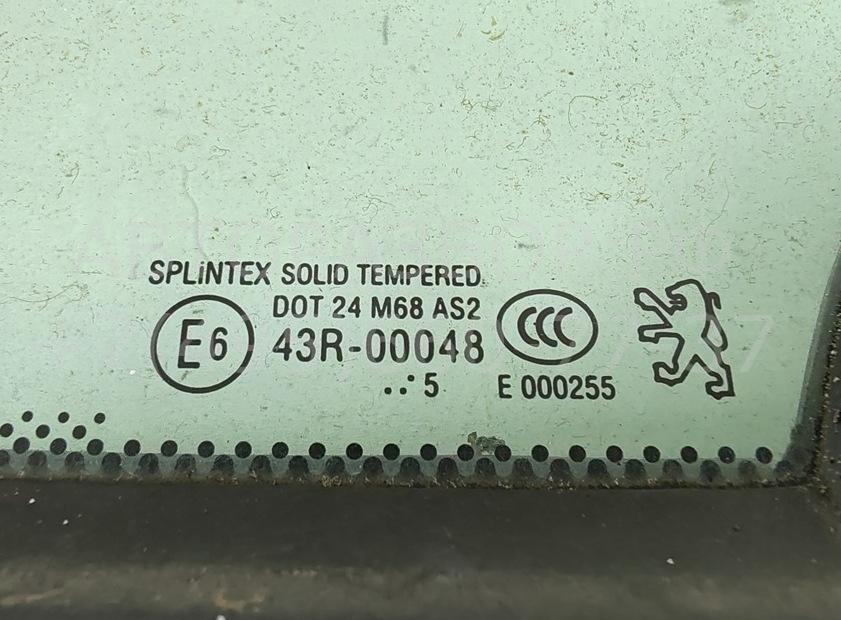 SPLiNTEX SOLID TEMPERED
DOT 24 M68 AS2
E6 43R-00048 CCC
..· 5 E 000255